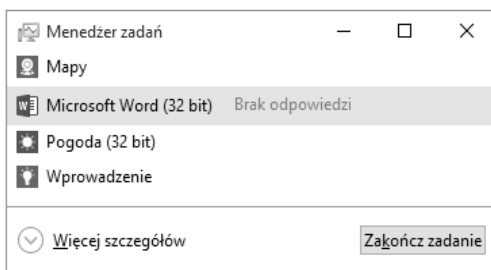 Menedżer zadań
Mapy
Microsoft Word (32 bit) Brak odpowiedzi
Pogoda (32 bit)
Wprowadzenie
Więcej szczegółów Zakończ zadanie